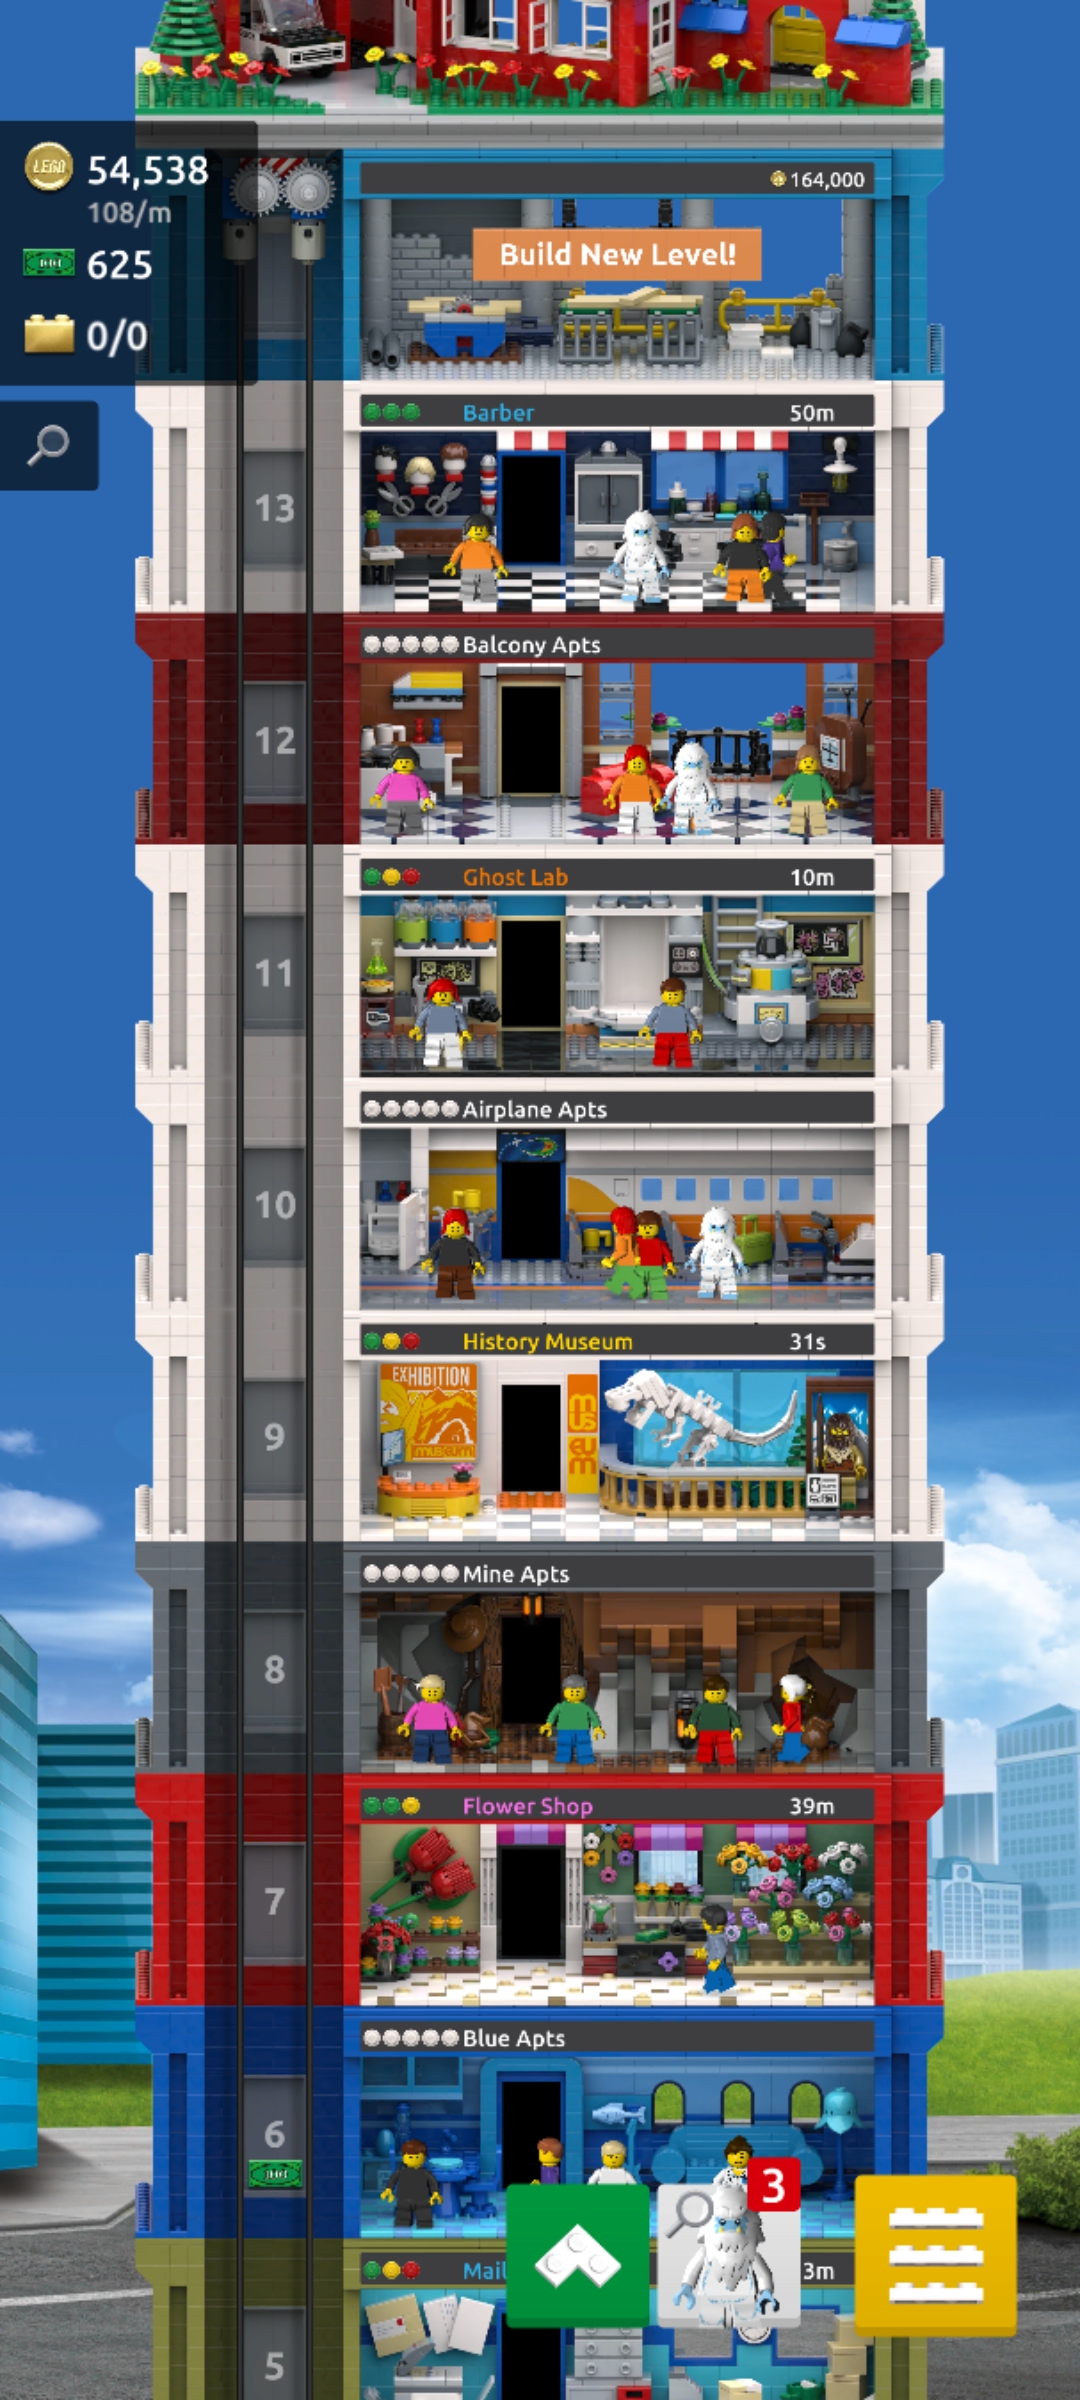 LEGO
54,538
108/m
625
0/0
164,000
Build New Level!
Barber
50m
13
Balcony Apts
12
Ghost Lab
10m
11
Airplane Apts
10
History Museum
31s
EXHIBITION
museum
MUSEUM
9
Mine Apts
8
Flower Shop
39m
7
Blue Apts
6
3
Mail
3m
5